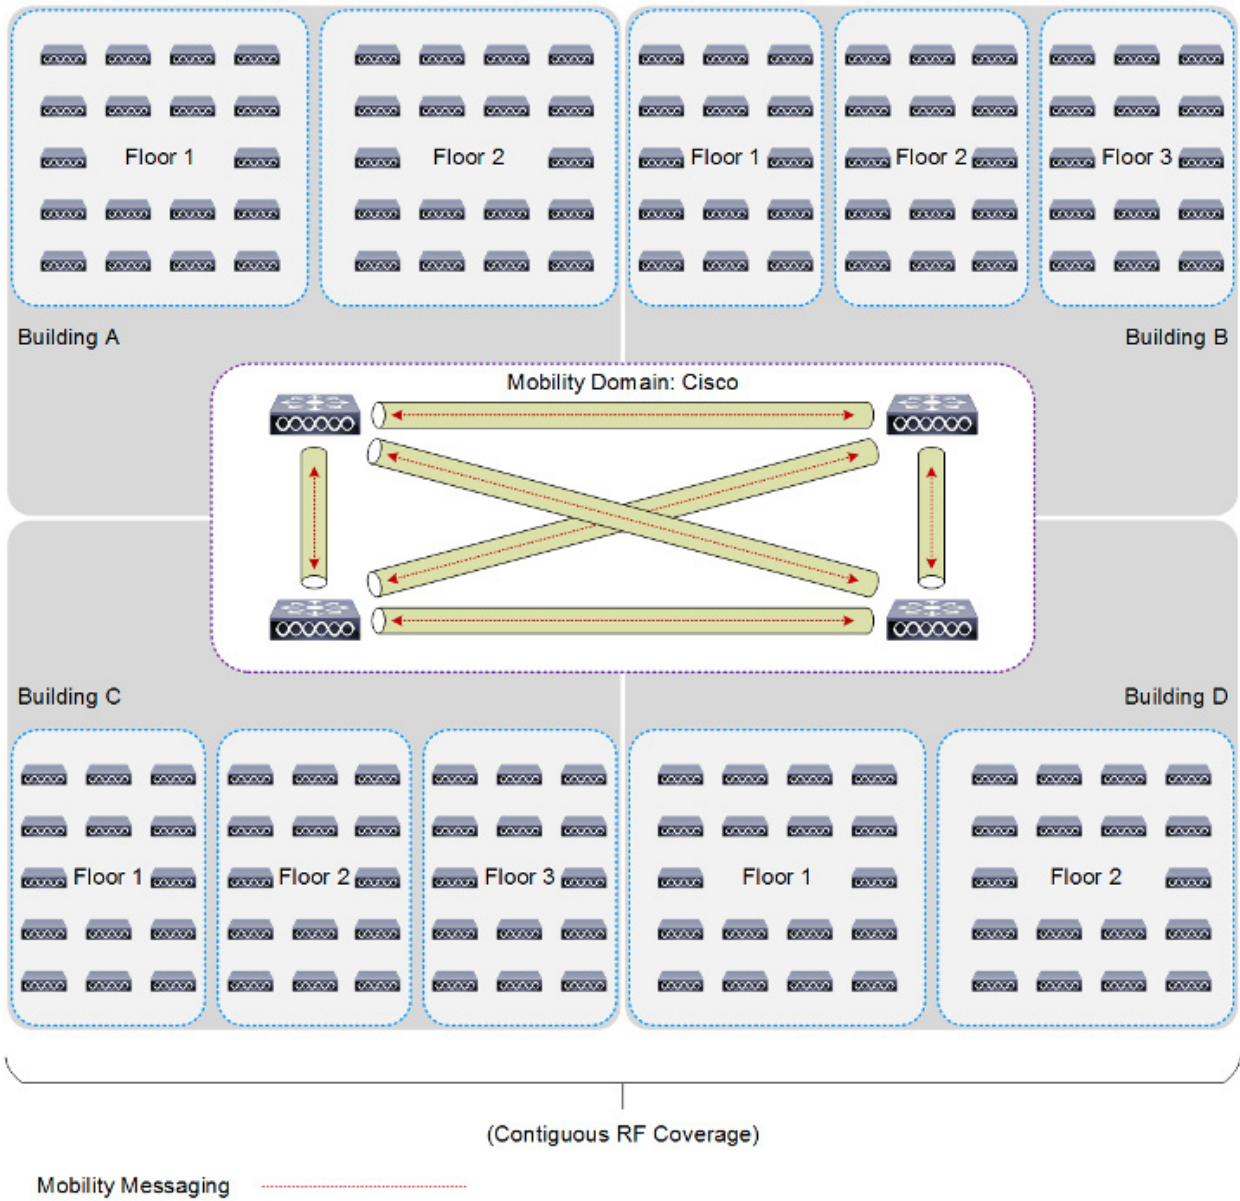 Floor 1
Floor 2
Floor 1
Floor 2
Floor 3
Building A
Building B
Mobility Domain: Cisco
Building C
Building D
Floor 1
Floor 2
Floor 3
Floor 1
Floor 2
(Contiguous RF Coverage)
Mobility Messaging